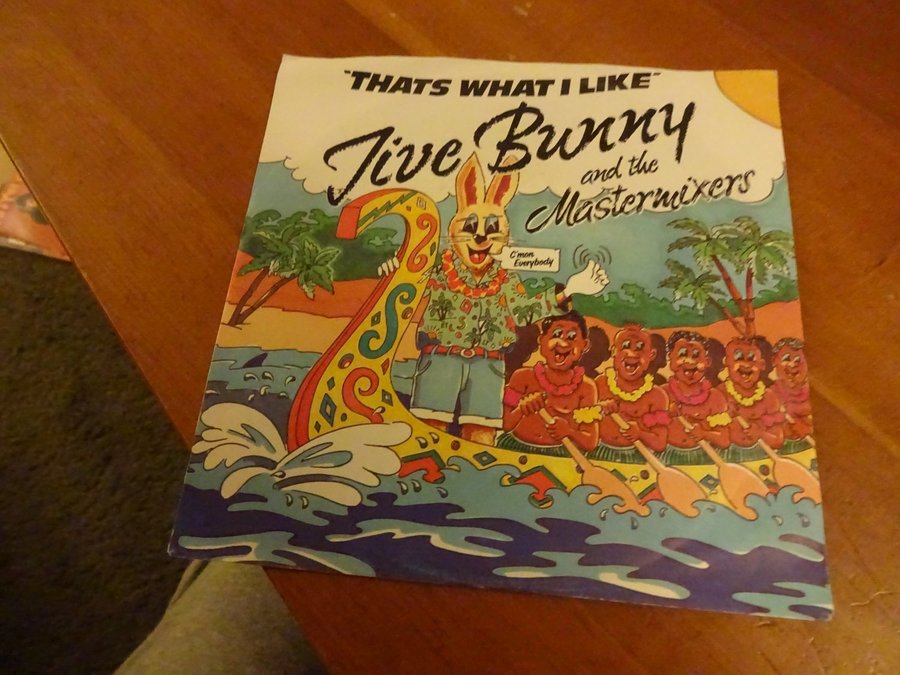 "THATS WHAT I LIKE"
Jive Bunny
and the
Mastermixers
C'mon
Everybody